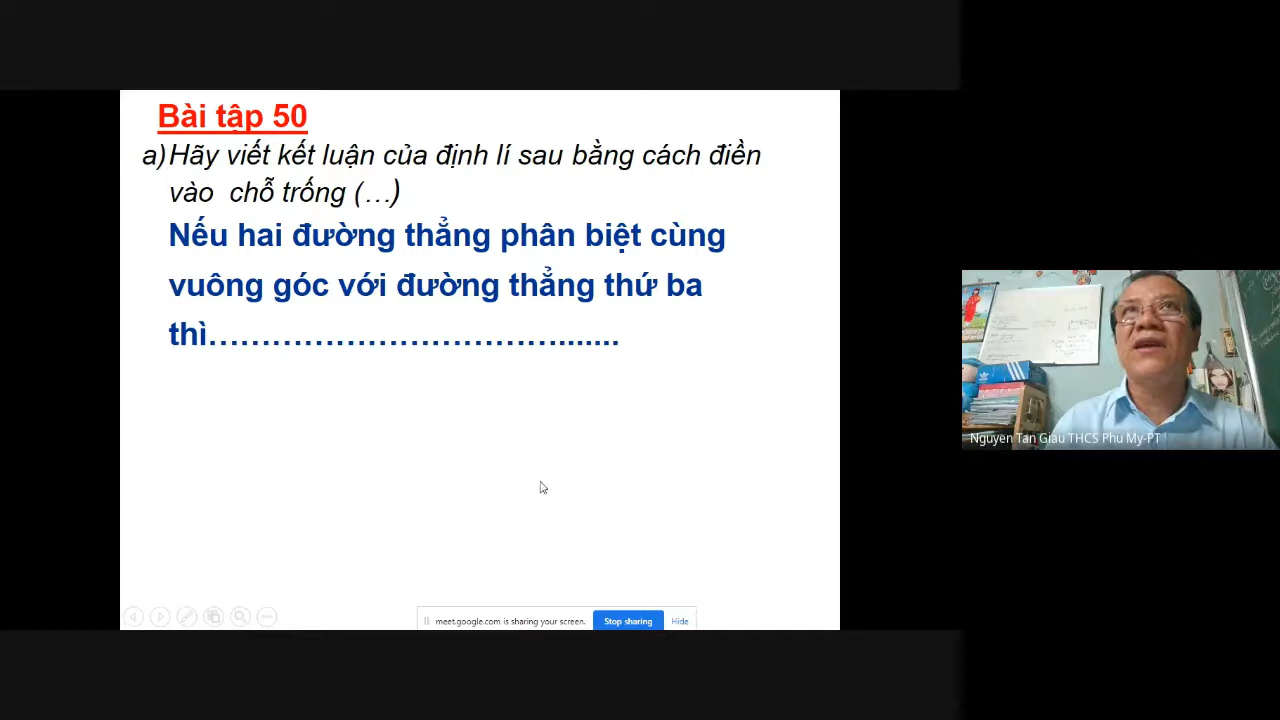 Bài tập 50
a) Hãy viết kết luận của định lí sau bằng cách điền
vào chỗ trống (…)
Nếu hai đường thẳng phân biệt cùng
vuông góc với đường thẳng thứ ba
thì…………………………….......
Nguyen Tan Giau THCS Phu My-PT
meet.google.com is sharing your screen.
Stop sharing
Hide